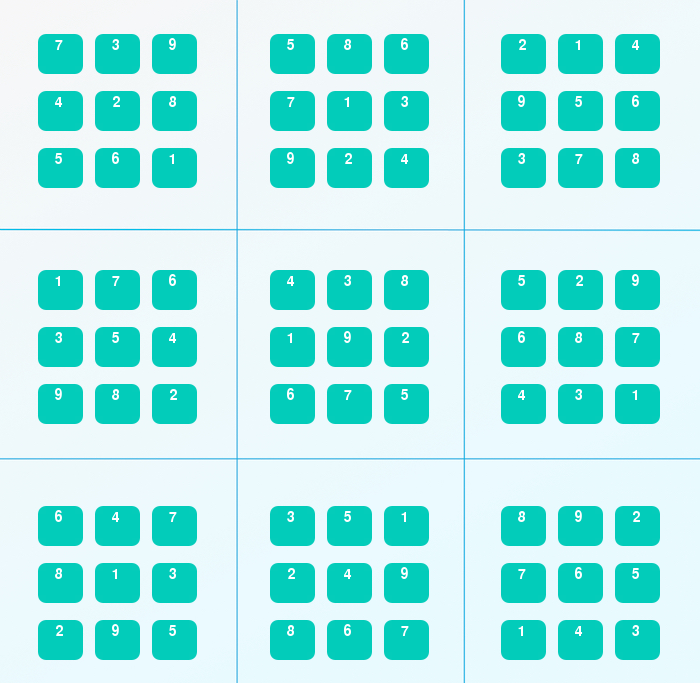 7 3 9 5 8 6 2 1 4
4 2 8 7 1 3 9 5 6
5 6 1 9 2 4 3 7 8
1 7 6 4 3 8 5 2 9
3 5 4 1 9 2 6 8 7
9 8 2 6 7 5 4 3 1
6 4 7 3 5 1 8 9 2
8 1 3 2 4 9 7 6 5
2 9 5 8 6 7 1 4 3